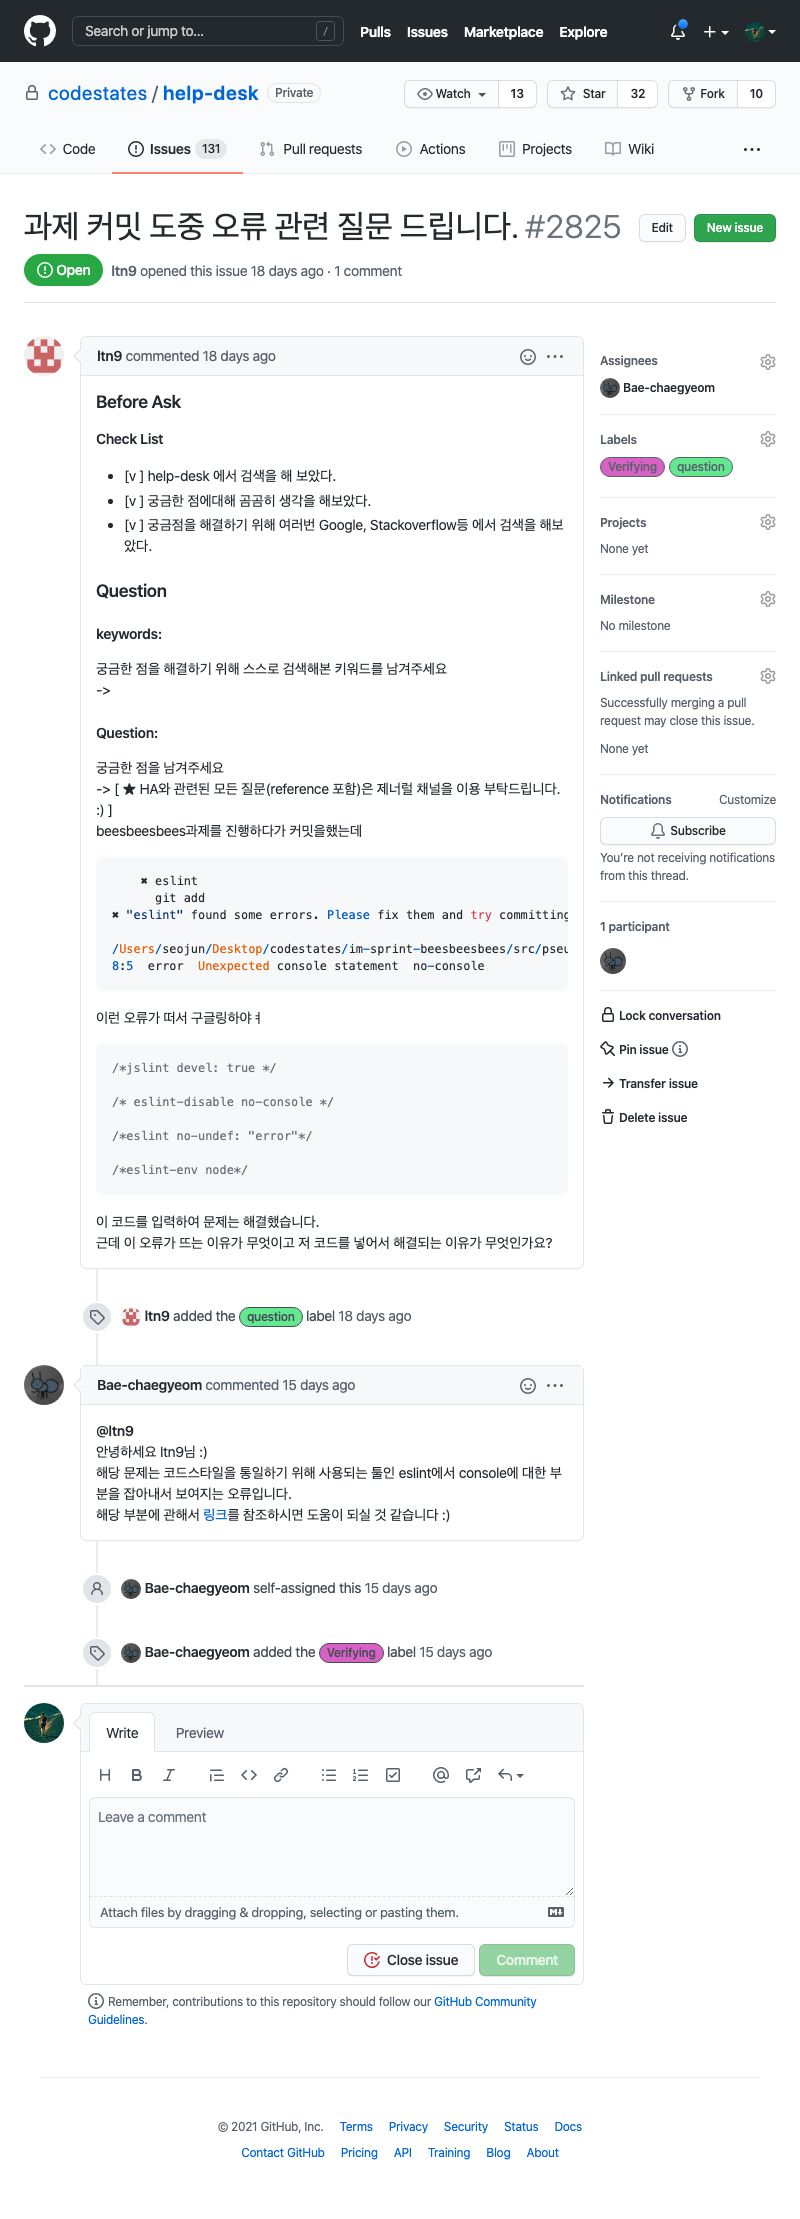 Search or jump to... /
Pulls Issues Marketplace Explore
codestates / help-desk Private
Watch 13 Star 32 Fork 10
Code Issues 131 Pull requests Actions Projects Wiki ...
과제 커밋 도중 오류 관련 질문 드립니다. #2825
Edit New issue
Open ltn9 opened this issue 18 days ago · 1 comment
ltn9 commented 18 days ago
Before Ask
Check List
• [v ] help-desk 에서 검색을 해 보았다.
• [v ] 궁금한 점에대해 곰곰히 생각을 해보았다.
• [v ] 궁금점을 해결하기 위해 여러번 Google, Stackoverflow등 에서 검색을 해보
았다.
Question
keywords:
궁금한 점을 해결하기 위해 스스로 검색해본 키워드를 남겨주세요
->
Question:
궁금한 점을 남겨주세요
-> [ ★ HA와 관련된 모든 질문(reference 포함)은 제너럴 채널을 이용 부탁드립니다.
:) ]
beesbeesbees과제를 진행하다가 커밋을했는데
✖ eslint
git add
✖ "eslint" found some errors. Please fix them and try committing
/Users/seojun/Desktop/codestates/im-sprint-beesbeesbees/src/pseu
8:5 error Unexpected console statement no-console
이런 오류가 떠서 구글링하야ㅕ
/*jslint devel: true */
/* eslint-disable no-console */
/*eslint no-undef: "error"*/
/*eslint-env node*/
이 코드를 입력하여 문제는 해결했습니다.
근데 이 오류가 뜨는 이유가 무엇이고 저 코드를 넣어서 해결되는 이유가 무엇인가요?
ltn9 added the question label 18 days ago
Bae-chaegyeom commented 15 days ago
@ltn9
안녕하세요 ltn9님 :)
해당 문제는 코드스타일을 통일하기 위해 사용되는 툴인 eslint에서 console에 대한 부
분을 잡아내서 보여지는 오류입니다.
해당 부분에 관해서 링크를 참조하시면 도움이 되실 것 같습니다 :)
Bae-chaegyeom self-assigned this 15 days ago
Bae-chaegyeom added the Verifying label 15 days ago
Write Preview
Leave a comment
Attach files by dragging & dropping, selecting or pasting them.
Close issue Comment
Remember, contributions to this repository should follow our GitHub Community
Guidelines.
Assignees
Bae-chaegyeom
Labels
Verifying question
Projects
None yet
Milestone
No milestone
Linked pull requests
Successfully merging a pull
request may close this issue.
None yet
Notifications Customize
Subscribe
You're not receiving notifications
from this thread.
1 participant
Lock conversation
Pin issue
Transfer issue
Delete issue
© 2021 GitHub, Inc. Terms Privacy Security Status Docs
Contact GitHub Pricing API Training Blog About